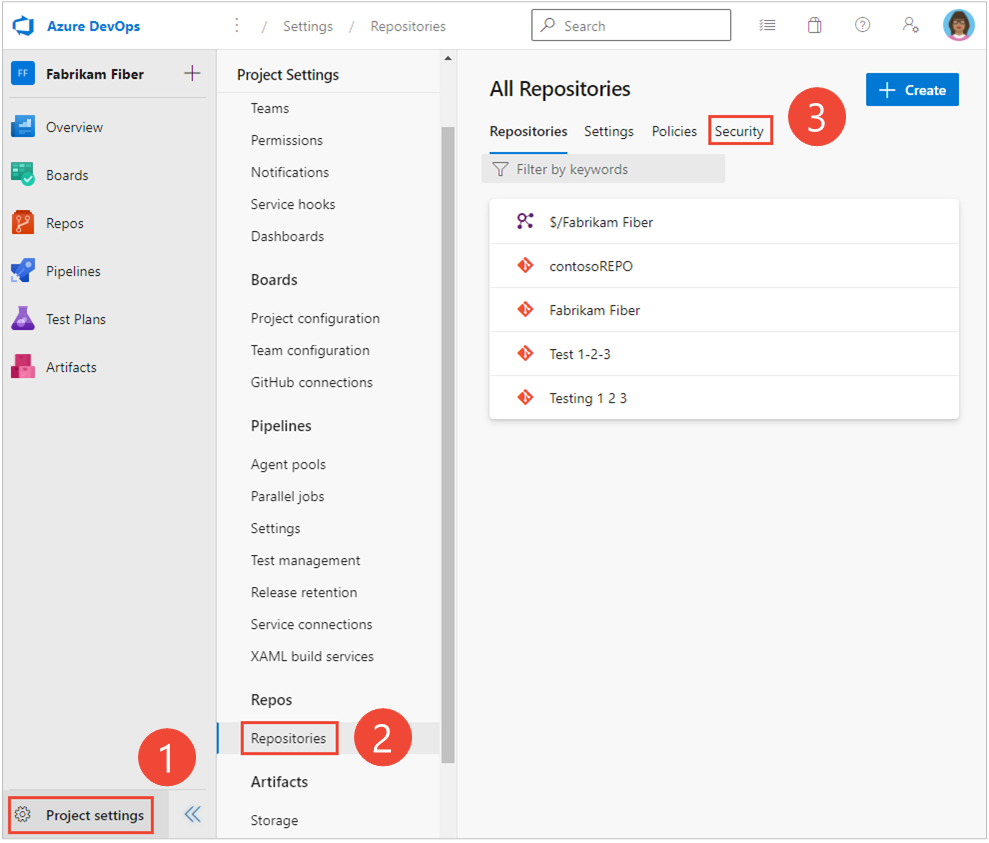 Azure DevOps
/ Settings / Repositories
Search
FF Fabrikam Fiber
Overview
Boards
Repos
Pipelines
Test Plans
Artifacts
1
Project settings
Project Settings
Teams
Permissions
Notifications
Service hooks
Dashboards
Boards
Project configuration
Team configuration
GitHub connections
Pipelines
Agent pools
Parallel jobs
Settings
Test management
Release retention
Service connections
XAML build services
Repos
Repositories 2
Artifacts
Storage
All Repositories
Create
Repositories Settings Policies Security 3
Filter by keywords
$/Fabrikam Fiber
contosoREPO
Fabrikam Fiber
Test 1-2-3
Testing 1 2 3